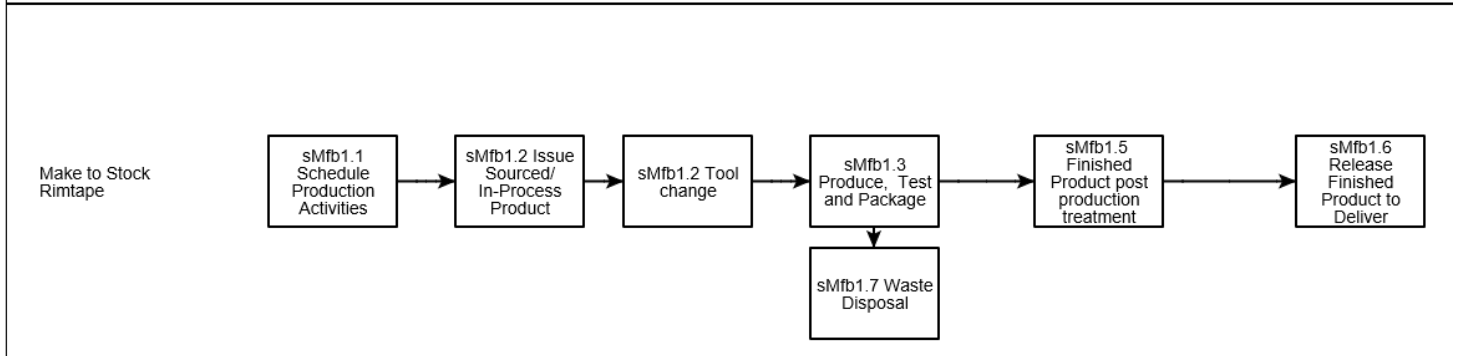 Make to Stock
Rimtape
sMfb1.1
Schedule
Production
Activities
sMfb1.2 Issue
Sourced/
In-Process
Product
sMfb1.2 Tool
change
sMfb1.3
Produce, Test
and Package
sMfb1.5
Finished
Product post
production
treatment
sMfb1.6
Release
Finished
Product to
Deliver
sMfb1.7 Waste
Disposal